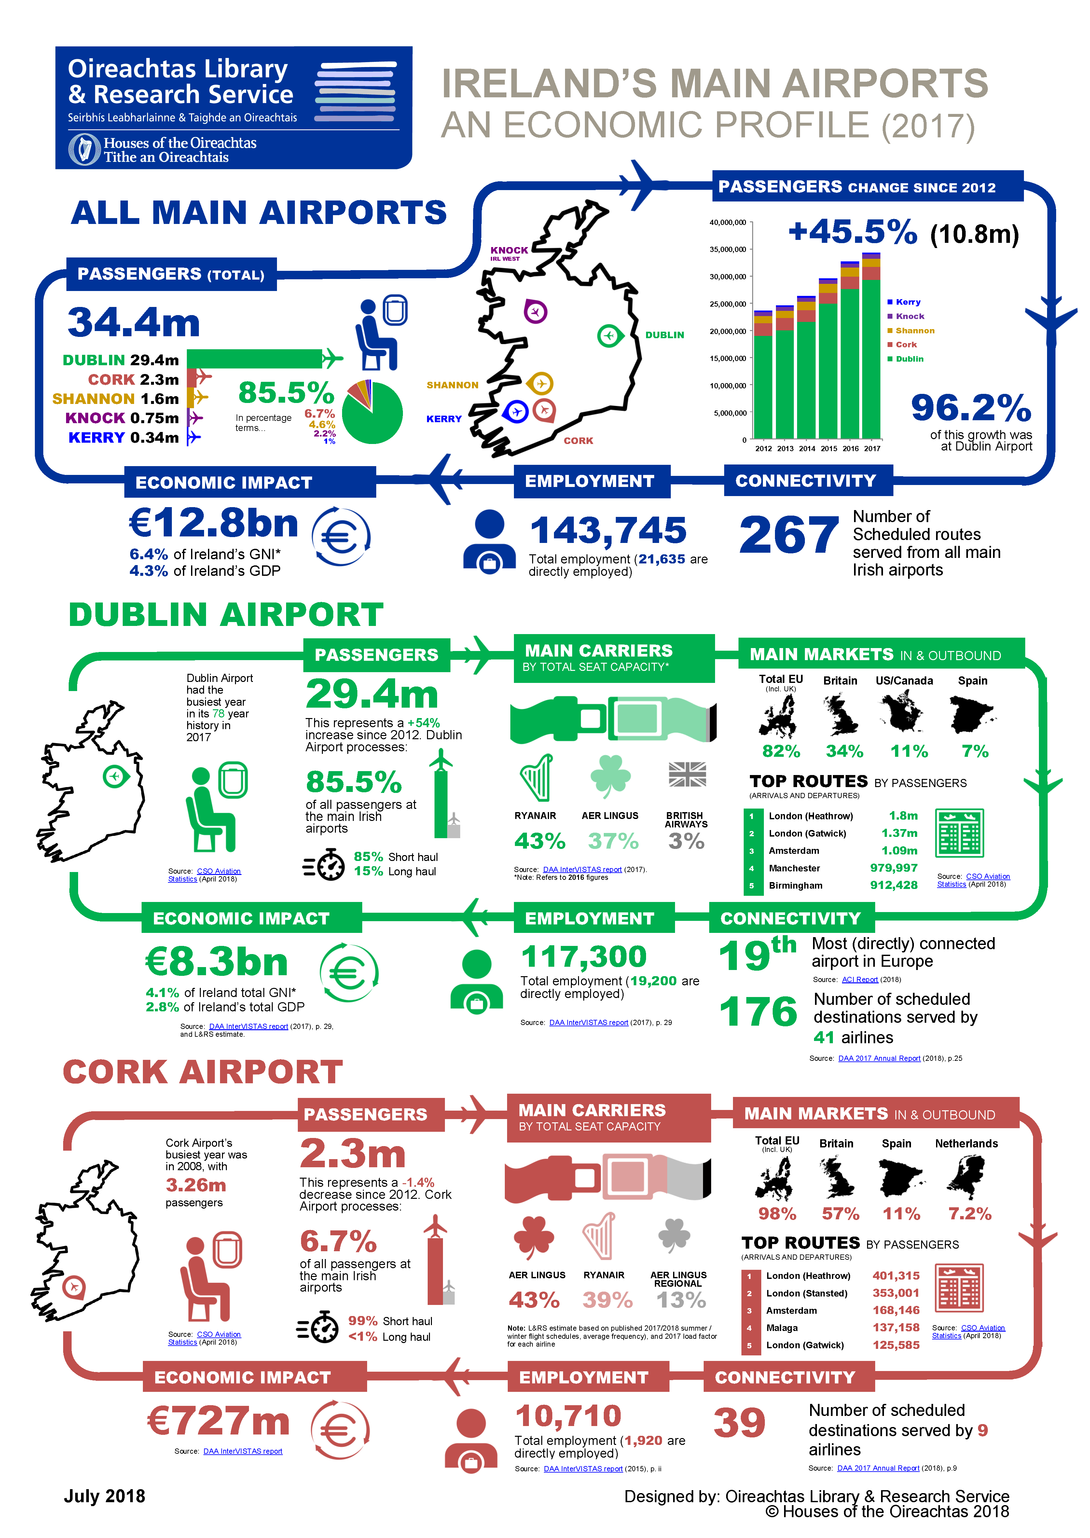 Oireachtas Library
& Research Service
Seirbhís Leabharlainne & Taighde an Oireachtais
Houses of the Oireachtas
Tithe an Oireachtais
IRELAND'S MAIN AIRPORTS
AN ECONOMIC PROFILE (2017)
ALL MAIN AIRPORTS
PASSENGERS (TOTAL)
34.4m
DUBLIN 29.4m
CORK 2.3m
SHANNON 1.6m
KNOCK 0.75m
KERRY 0.34m
85.5%
In percentage
terms...
6.7%
4.6%
2.2%
1%
KNOCK
IRL WEST
DUBLIN
SHANNON
KERRY
CORK
PASSENGERS CHANGE SINCE 2012
+45.5% (10.8m)
40,000,000
35,000,000
30,000,000
25,000,000
20,000,000
15,000,000
10,000,000
5,000,000
0
2012 2013 2014 2015 2016 2017
Kerry
Knock
Shannon
Cork
Dublin
96.2%
of this growth was
at Dublin Airport
ECONOMIC IMPACT
€12.8bn
6.4% of Ireland's GNI*
4.3% of Ireland's GDP
EMPLOYMENT
143,745
Total employment (21,635 are
directly employed)
CONNECTIVITY
267
Number of
Scheduled routes
served from all main
Irish airports
DUBLIN AIRPORT
Dublin Airport
had the
busiest year
in its 78 year
history in
2017
Source: CSO Aviation
Statistics (April 2018)
PASSENGERS
29.4m
This represents a +54%
increase since 2012. Dublin
Airport processes:
85.5%
of all passengers at
the main Irish
airports
85% Short haul
15% Long haul
MAIN CARRIERS
BY TOTAL SEAT CAPACITY*
RYANAIR
43%
AER LINGUS
37%
BRITISH
AIRWAYS
3%
Source: DAA InterVISTAS report (2017).
*Note: Refers to 2016 figures
MAIN MARKETS IN & OUTBOUND
Total EU
(Incl. UK)
82%
Britain
34%
US/Canada
11%
Spain
7%
TOP ROUTES BY PASSENGERS
(ARRIVALS AND DEPARTURES)
1 London (Heathrow) 1.8m
2 London (Gatwick) 1.37m
3 Amsterdam 1.09m
4 Manchester 979,997
5 Birmingham 912,428
Source: CSO Aviation
Statistics (April 2018)
ECONOMIC IMPACT
€8.3bn
4.1% of Ireland total GNI*
2.8% of Ireland's total GDP
Source: DAA InterVISTAS report (2017), p. 29,
and L&RS estimate.
EMPLOYMENT
117,300
Total employment (19,200 are
directly employed)
Source: DAA InterVISTAS report (2017), p. 29
CONNECTIVITY
19th
Most (directly) connected
airport in Europe
Source: ACI Report (2018)
176
Number of scheduled
destinations served by
41 airlines
Source: DAA 2017 Annual Report (2018), p.25
CORK AIRPORT
Cork Airport's
busiest year was
in 2008, with
3.26m
passengers
Source: CSO Aviation
Statistics (April 2018)
PASSENGERS
2.3m
This represents a -1.4%
decrease since 2012. Cork
Airport processes:
6.7%
of all passengers at
the main Irish
airports
99% Short haul
<1% Long haul
MAIN CARRIERS
BY TOTAL SEAT CAPACITY
AER LINGUS
43%
RYANAIR
39%
AER LINGUS
REGIONAL
13%
Note: L&RS estimate based on published 2017/2018 summer /
winter flight schedules, average frequency), and 2017 load factor
for each airline
MAIN MARKETS IN & OUTBOUND
Total EU
(Incl. UK)
98%
Britain
57%
Spain
11%
Netherlands
7.2%
TOP ROUTES BY PASSENGERS
(ARRIVALS AND DEPARTURES)
1 London (Heathrow) 401,315
2 London (Stansted) 353,001
3 Amsterdam 168,146
4 Malaga 137,158
5 London (Gatwick) 125,585
Source: CSO Aviation
Statistics (April 2018)
ECONOMIC IMPACT
€727m
Source: DAA InterVISTAS report
EMPLOYMENT
10,710
Total employment (1,920 are
directly employed)
Source: DAA InterVISTAS report (2015), p. ii
CONNECTIVITY
39
Number of scheduled
destinations served by 9
airlines
Source: DAA 2017 Annual Report (2018), p.9
July 2018
Designed by: Oireachtas Library & Research Service
© Houses of the Oireachtas 2018